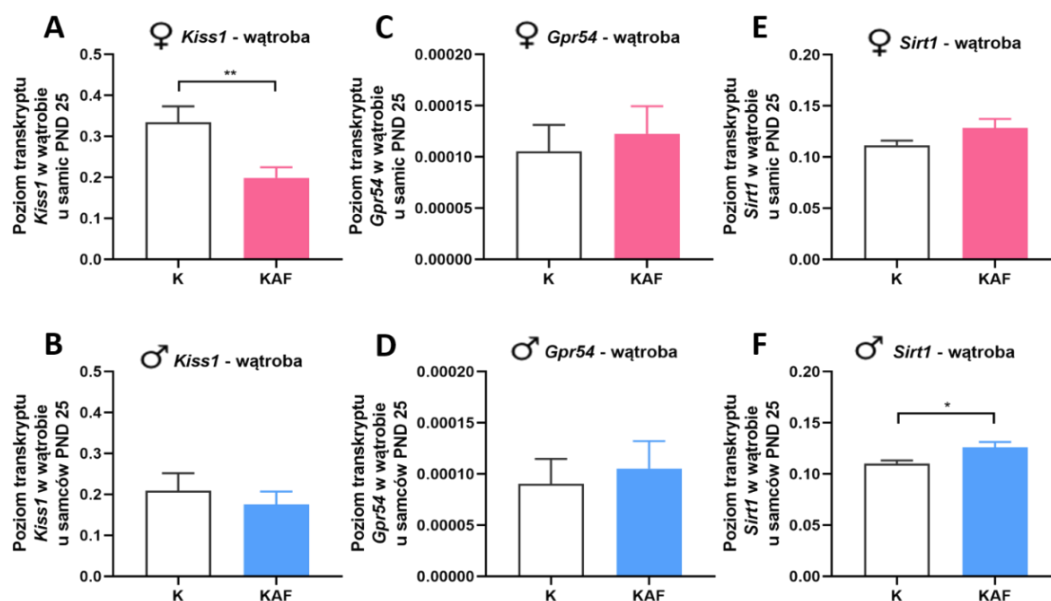 A
♀ Kiss1 - wątroba
Poziom transkryptu
Kiss1 w wątrobie
u samic PND 25
0.5
0.4
0.3
0.2
0.1
0.0
**
K
KAF
C
♀ Gpr54 - wątroba
Poziom transkryptu
Gpr54 w wątrobie
u samic PND 25
0.00020
0.00015
0.00010
0.00005
0.00000
K
KAF
E
♀ Sirt1 - wątroba
Poziom transkryptu
Sirt1 w wątrobie
u samic PND 25
0.20
0.15
0.10
0.05
0.00
K
KAF
B
♂ Kiss1 - wątroba
Poziom transkryptu
Kiss1 w wątrobie
u samców PND 25
0.5
0.4
0.3
0.2
0.1
0.0
K
KAF
D
♂ Gpr54 - wątroba
Poziom transkryptu
Gpr54 w wątrobie
u samców PND 25
0.00020
0.00015
0.00010
0.00005
0.00000
K
KAF
F
♂ Sirt1 - wątroba
Poziom transkryptu
Sirt1 w wątrobie
u samców PND 25
0.20
0.15
0.10
0.05
0.00
*
K
KAF